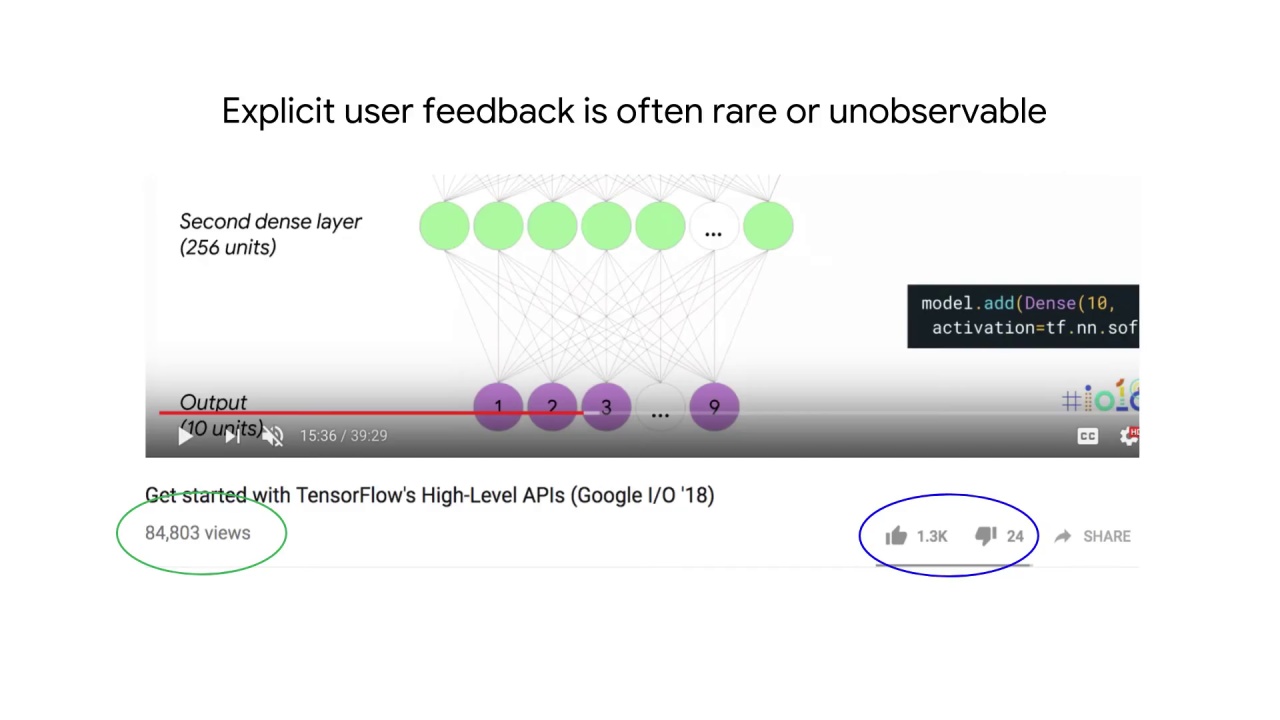 Explicit user feedback is often rare or unobservable
Second dense layer
(256 units)
...
model.add(Dense(10,
activation=tf.nn.sof
Output
(10 units)
1 2 3 ... 9
#io18
15:36 / 39:29
CC
HD
Get started with TensorFlow's High-Level APIs (Google I/O '18)
84,803 views
1.3K
24
SHARE